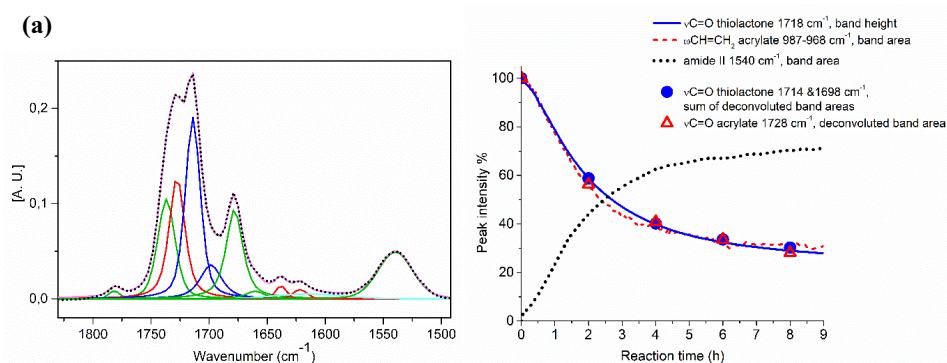 (a)
0,2
0,1
0,0
[A. U.]
1800 1750 1700 1650 1600 1550 1500
Wavenumber (cm⁻¹)
νC=O thiolactone 1718 cm⁻¹, band height
ωCH=CH₂ acrylate 987-968 cm⁻¹, band area
amide II 1540 cm⁻¹, band area
νC=O thiolactone 1714 &1698 cm⁻¹,
sum of deconvoluted band areas
νC=O acrylate 1728 cm⁻¹, deconvoluted band area
100
80
60
40
20
0
Peak intensity %
0 1 2 3 4 5 6 7 8 9
Reaction time (h)